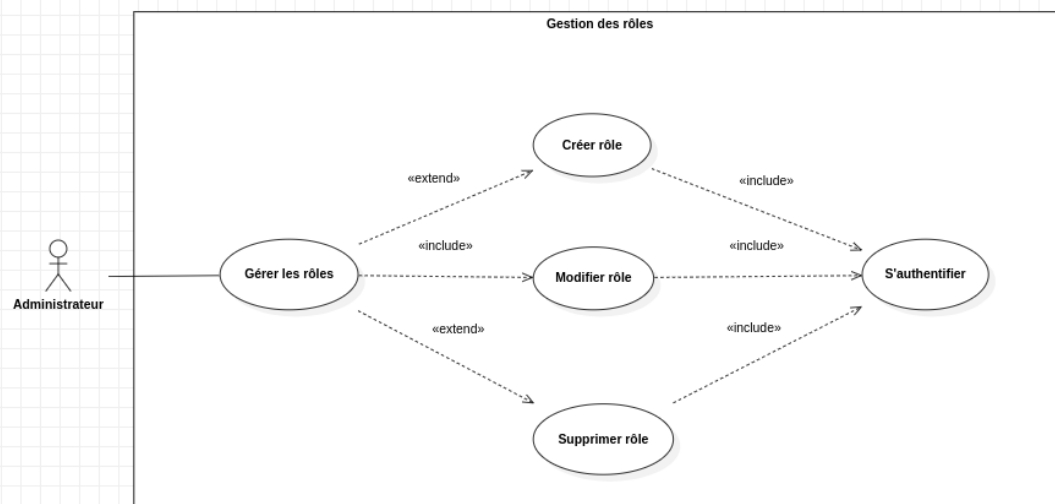 Gestion des rôles
Créer rôle
«extend»
«include»
«include»
«include»
Gérer les rôles
Modifier rôle
S'authentifier
Administrateur
«extend»
«include»
Supprimer rôle